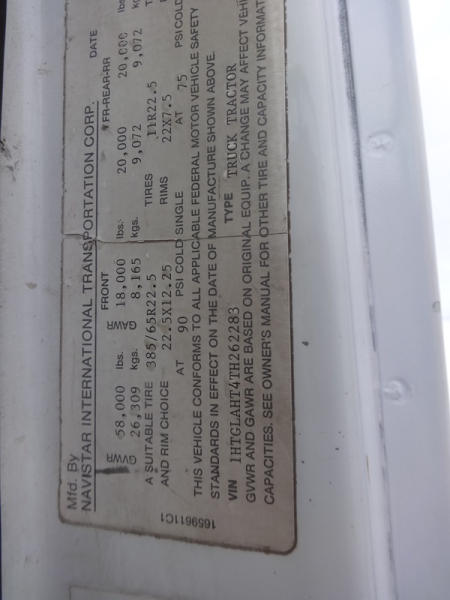 Mfd. By
NAVISTAR INTERNATIONAL TRANSPORTATION CORP. DATE
FRONT FR-REAR-RR
GVWR 58,000 lbs. GAWR 18,000 lbs. 20,000 lbs. 20,000 lbs
26,309 kgs. 8,165 kgs. 9,072 kgs. 9,072
A SUITABLE TIRE 385/65R22.5 TIRES 11R22.5
AND RIM CHOICE 22.5X12.25 RIMS 22X7.5
AT 90 PSI COLD SINGLE AT 75 PSI COLD
THIS VEHICLE CONFORMS TO ALL APPLICABLE FEDERAL MOTOR VEHICLE SAFETY
STANDARDS IN EFFECT ON THE DATE OF MANUFACTURE SHOWN ABOVE.
VIN 1HTGLAHT4TH262283 TYPE TRUCK TRACTOR
GVWR AND GAWR ARE BASED ON ORIGINAL EQUIP. A CHANGE MAY AFFECT
CAPACITIES. SEE OWNER'S MANUAL FOR OTHER TIRE AND CAPACITY
1659611C1